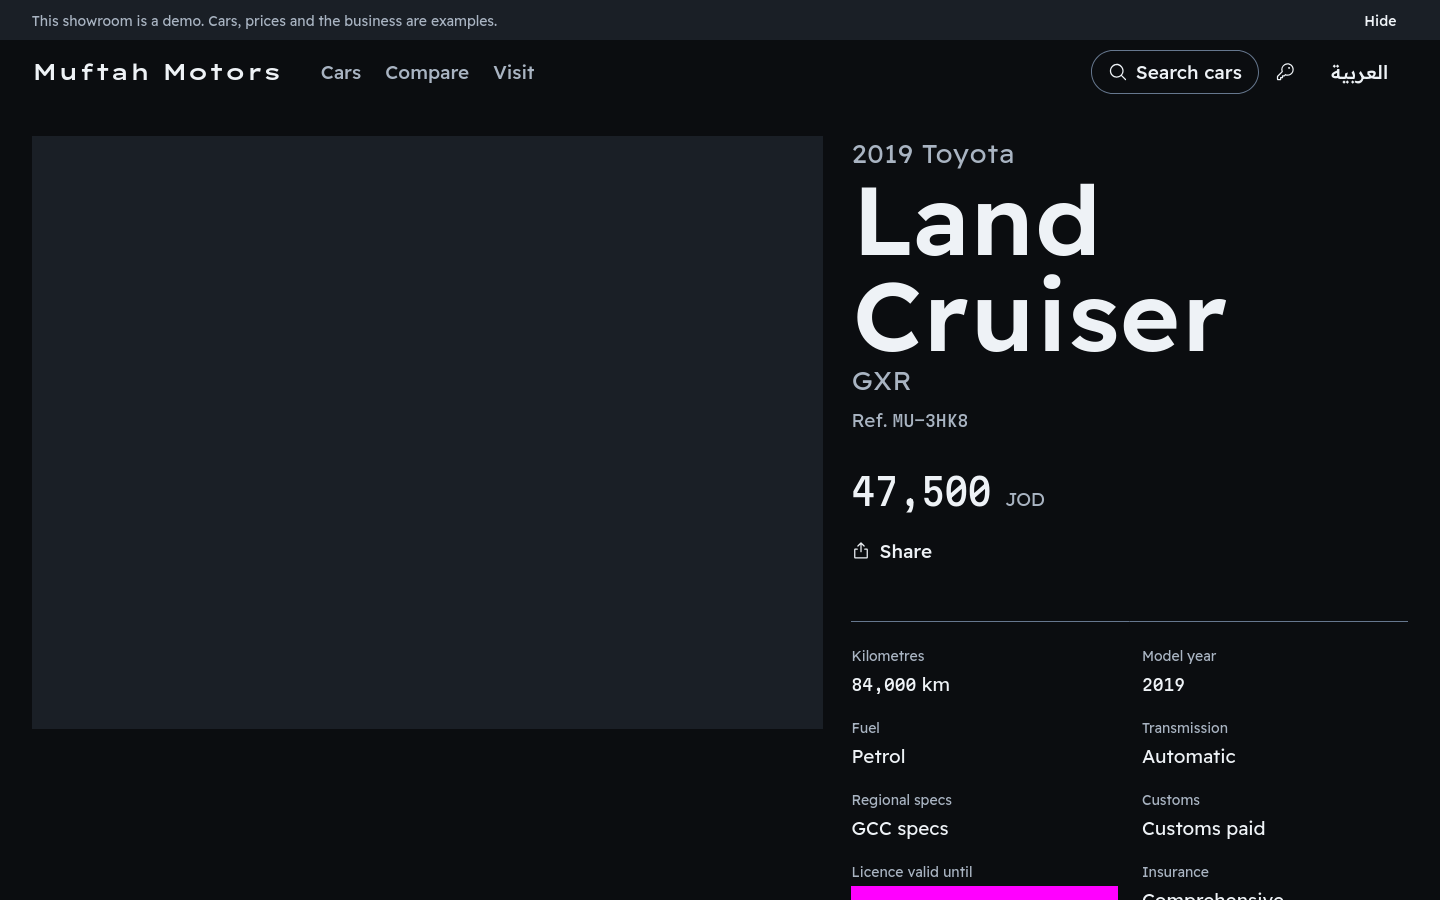 This showroom is a demo. Cars, prices and the business are examples.
Hide
Muftah Motors
Cars
Compare
Visit
Search cars
العربية
2019 Toyota
Land
Cruiser
GXR
Ref. MU-3HK8
47,500 JOD
Share
Kilometres
Model year
84,000 km
2019
Fuel
Transmission
Petrol
Automatic
Regional specs
Customs
GCC specs
Customs paid
Licence valid until
Insurance
Comprehensive